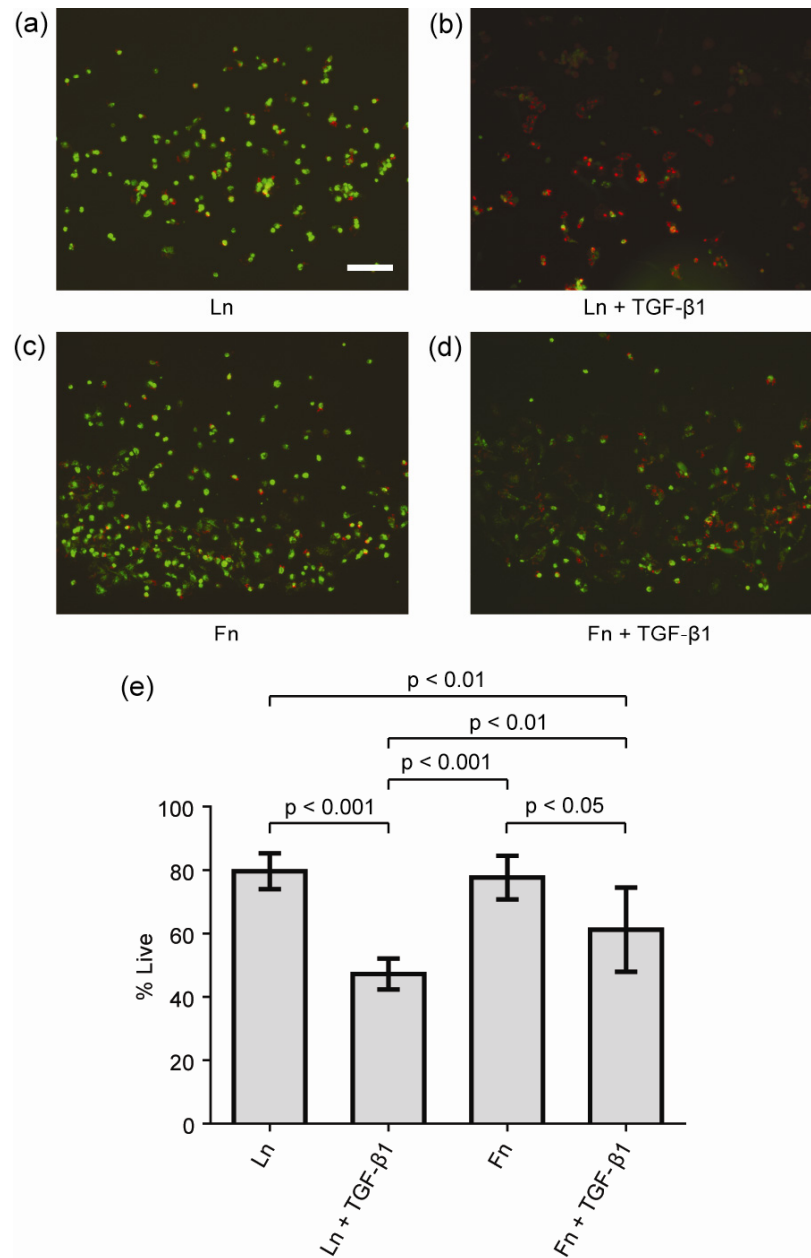 (a)
(b)
Ln
Ln + TGF-β1
(c)
(d)
Fn
Fn + TGF-β1
(e)
p < 0.01
p < 0.01
p < 0.001
p < 0.001
p < 0.05
100
80
60
40
20
0
% Live
Ln
Ln + TGF-β1
Fn
Fn + TGF-β1